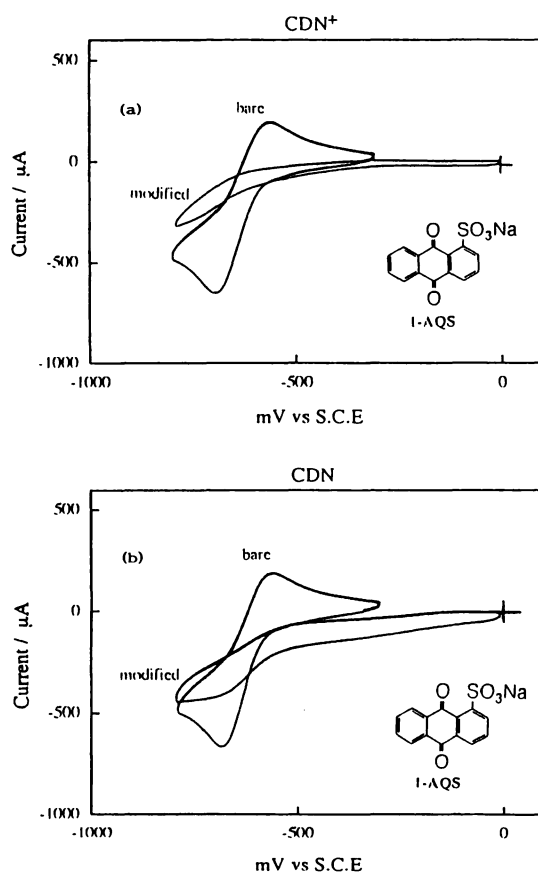 CDN+
500
(a)
bare
0
modified
Current / μA
-500
O
SO3Na
O
1-AQS
-1000
-1000
-500
0
mV vs S.C.E
CDN
500
(b)
bare
0
modified
Current / μA
-500
O
SO3Na
O
1-AQS
-1000
-1000
-500
0
mV vs S.C.E